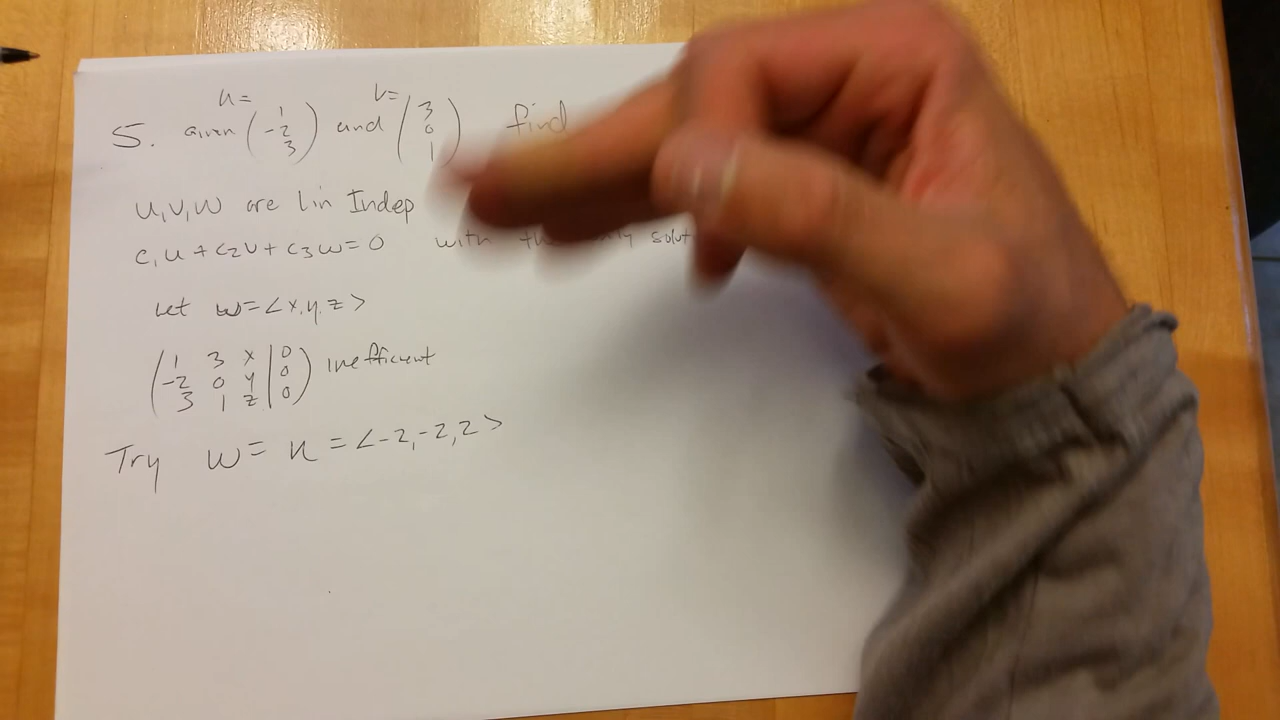 u= v=
5. Given (1 -2 3) and (3 0 1) find
u,v,w are lin Indep
c₁u + c₂v + c₃w = 0 with
Let w=<x,y,z>
(1 3 x | 0
-2 0 y | 0
3 1 z | 0) inefficient
Try w= u = <-2,-2,2>